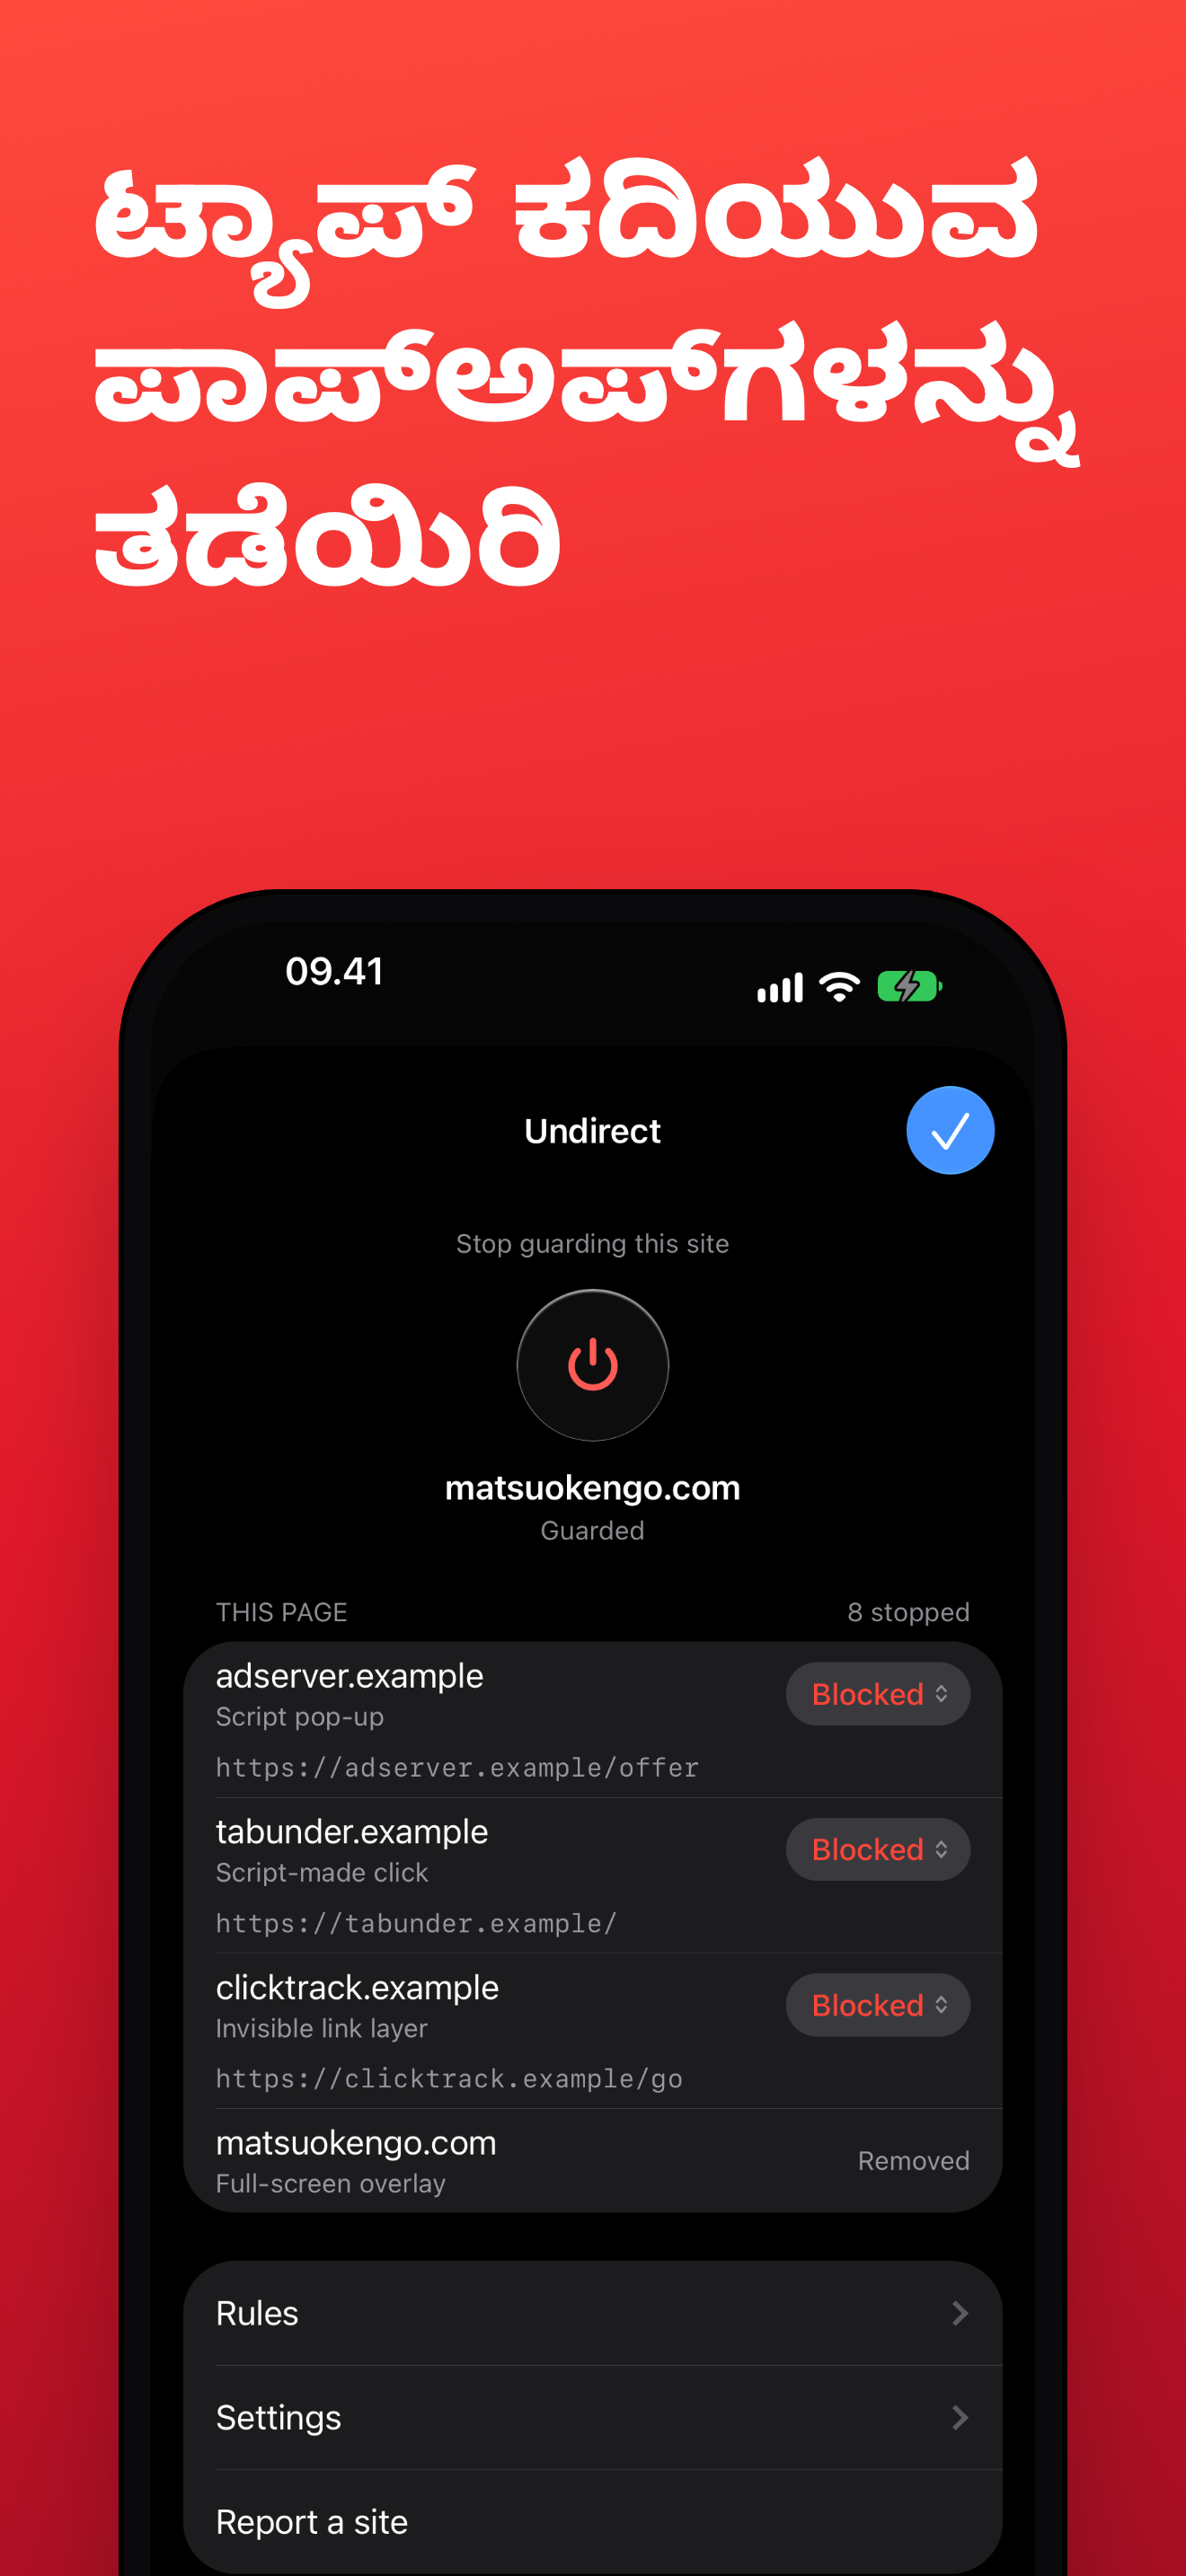 ಟ್ಯಾಪ್ ಕದಿಯುವ
ಪಾಪ್‌ಅಪ್‌ಗಳನ್ನು
ತಡೆಯಿರಿ
09.41
Undirect
Stop guarding this site
matsuokengo.com
Guarded
THIS PAGE 8 stopped
adserver.example Blocked
Script pop-up
https://adserver.example/offer
tabunder.example Blocked
Script-made click
https://tabunder.example/
clicktrack.example Blocked
Invisible link layer
https://clicktrack.example/go
matsuokengo.com Removed
Full-screen overlay
Rules
Settings
Report a site